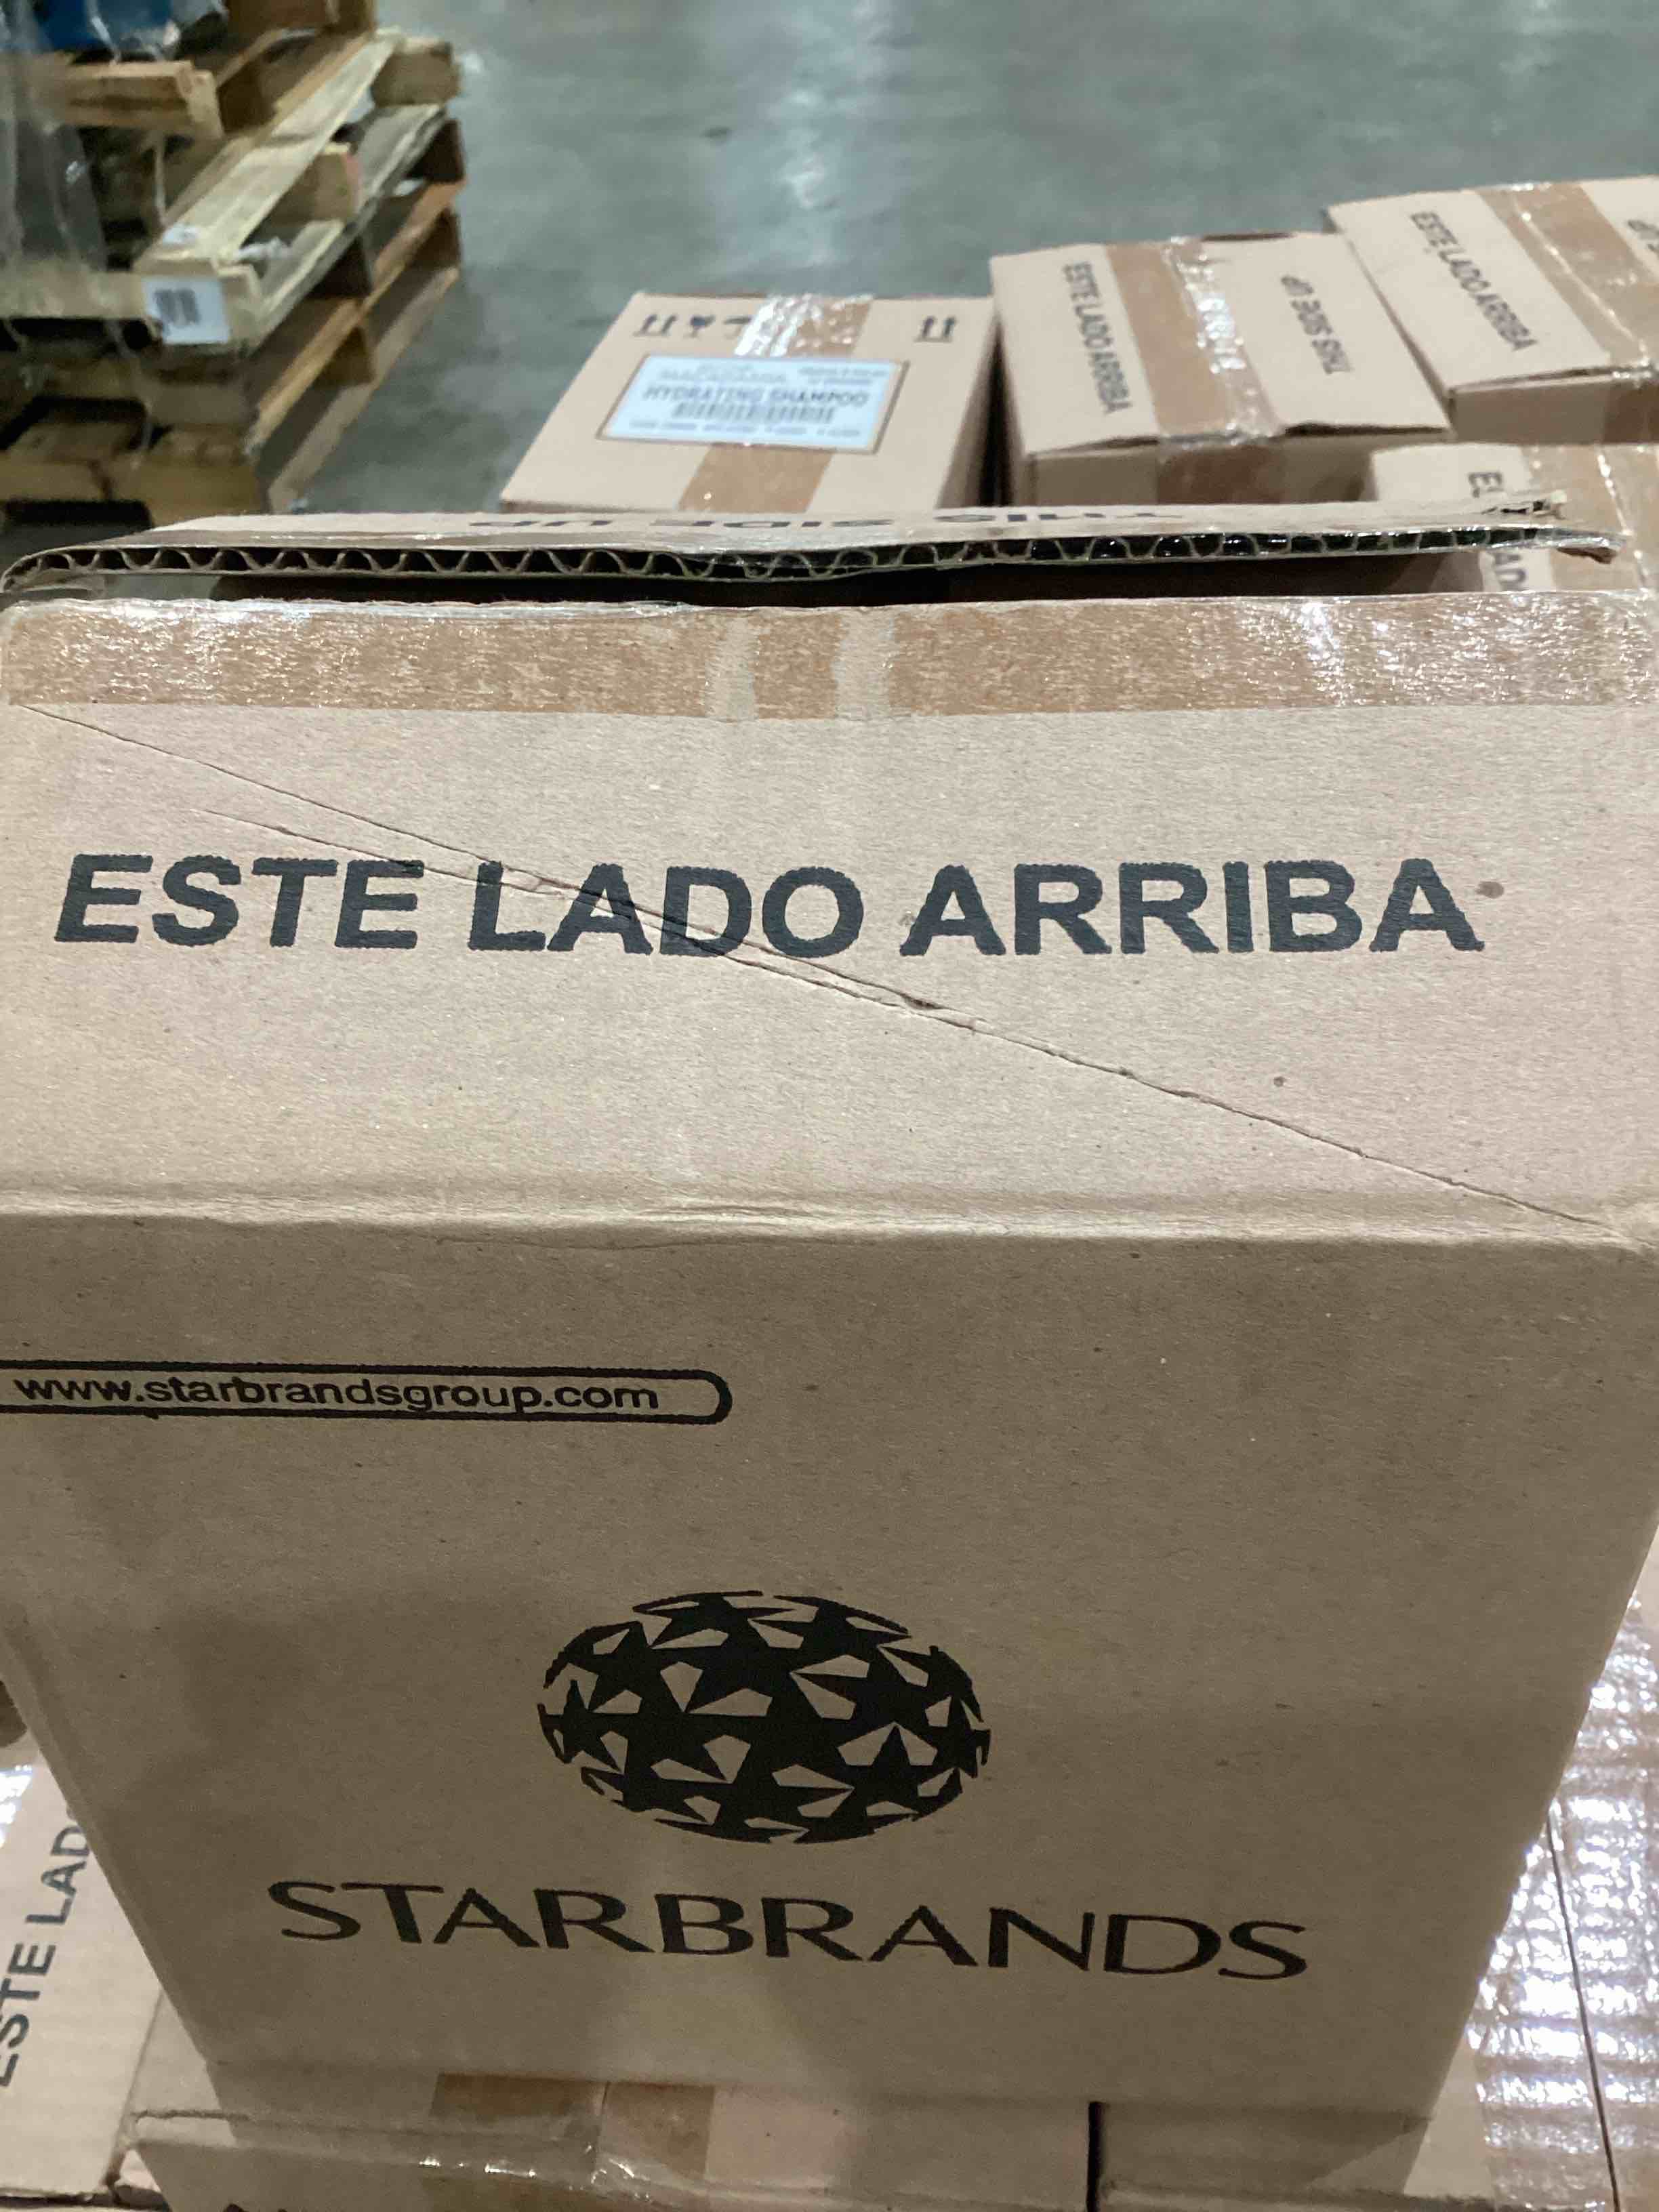 HYDRATING SHAMPOO
ESTE LADO ARRIBA
THIS SIDE UP
ESTE LADO ARRIBA
THIS SIDE UP
ESTE LADO ARRIBA
www.starbrandsgroup.com
STARBRANDS
ESTE LADO